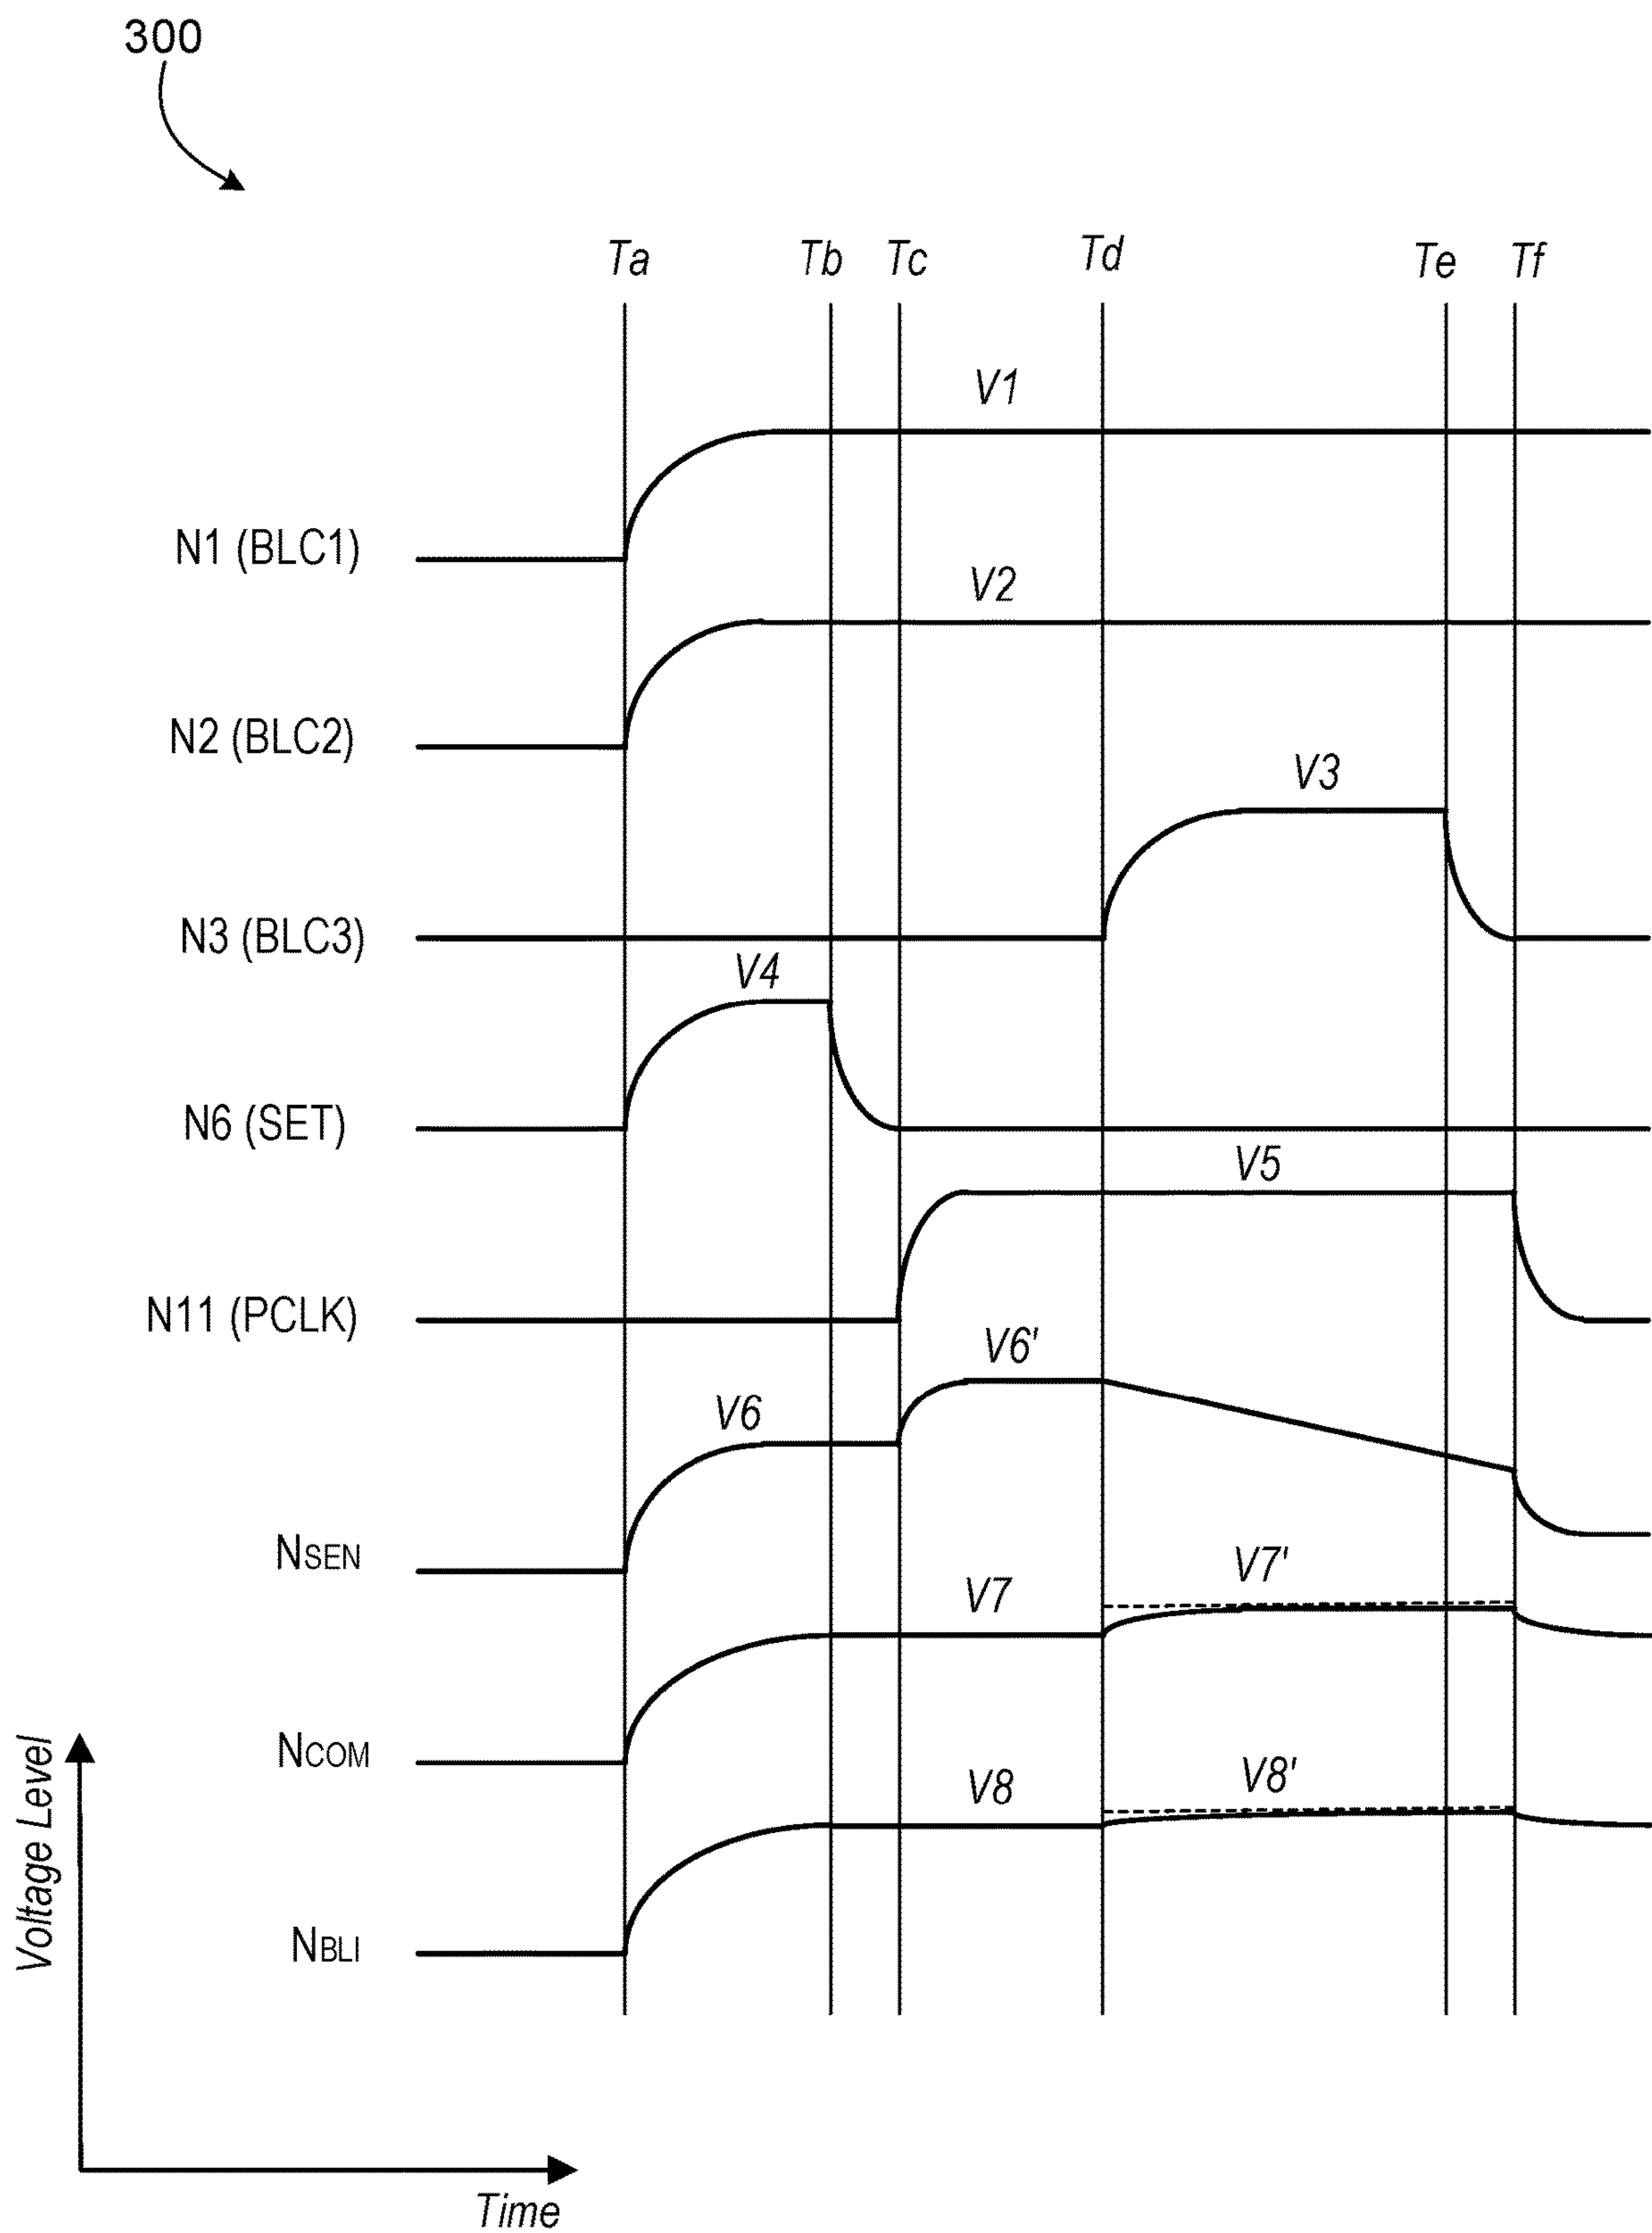 300
Ta Tb Tc Td Te Tf
V1
N1 (BLC1)
V2
N2 (BLC2)
V3
N3 (BLC3)
V4
N6 (SET)
V5
N11 (PCLK)
V6'
V6
NSEN
V7'
V7
NCOM
V8'
V8
NBLI
Voltage Level
Time